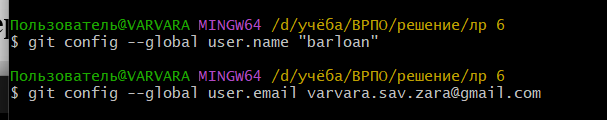 Пользователь@VARVARA MINGW64 /d/учёба/ВРПО/решение/лр 6
$ git config --global user.name "barloan"
Пользователь@VARVARA MINGW64 /d/учёба/ВРПО/решение/лр 6
$ git config --global user.email varvara.sav.zara@gmail.com